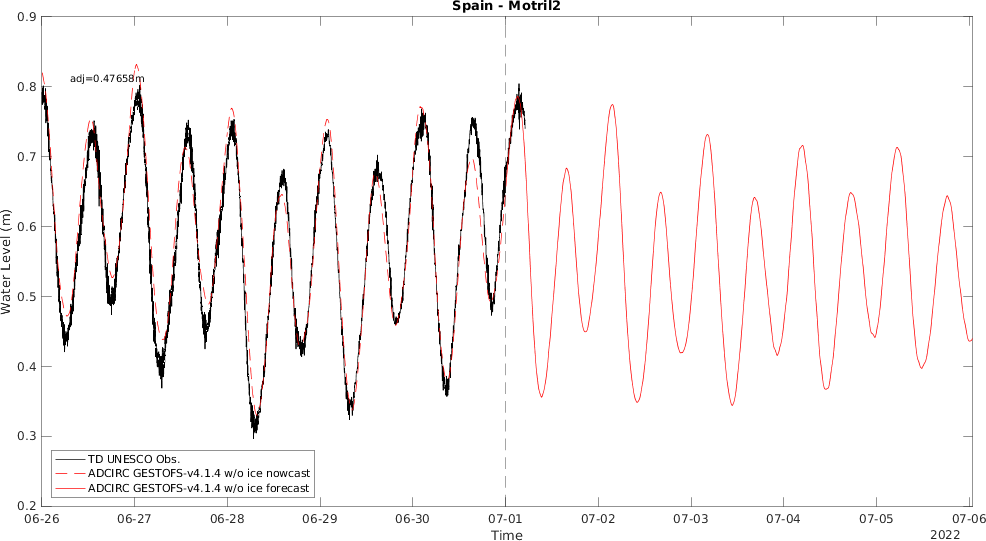 Spain - Motril2
adj=0.47658m
Water Level (m)
0.9
0.8
0.7
0.6
0.5
0.4
0.3
0.2
TD UNESCO Obs.
ADCIRC GESTOFS-v4.1.4 w/o ice nowcast
ADCIRC GESTOFS-v4.1.4 w/o ice forecast
06-26 06-27 06-28 06-29 06-30 07-01 07-02 07-03 07-04 07-05 07-06
Time
2022